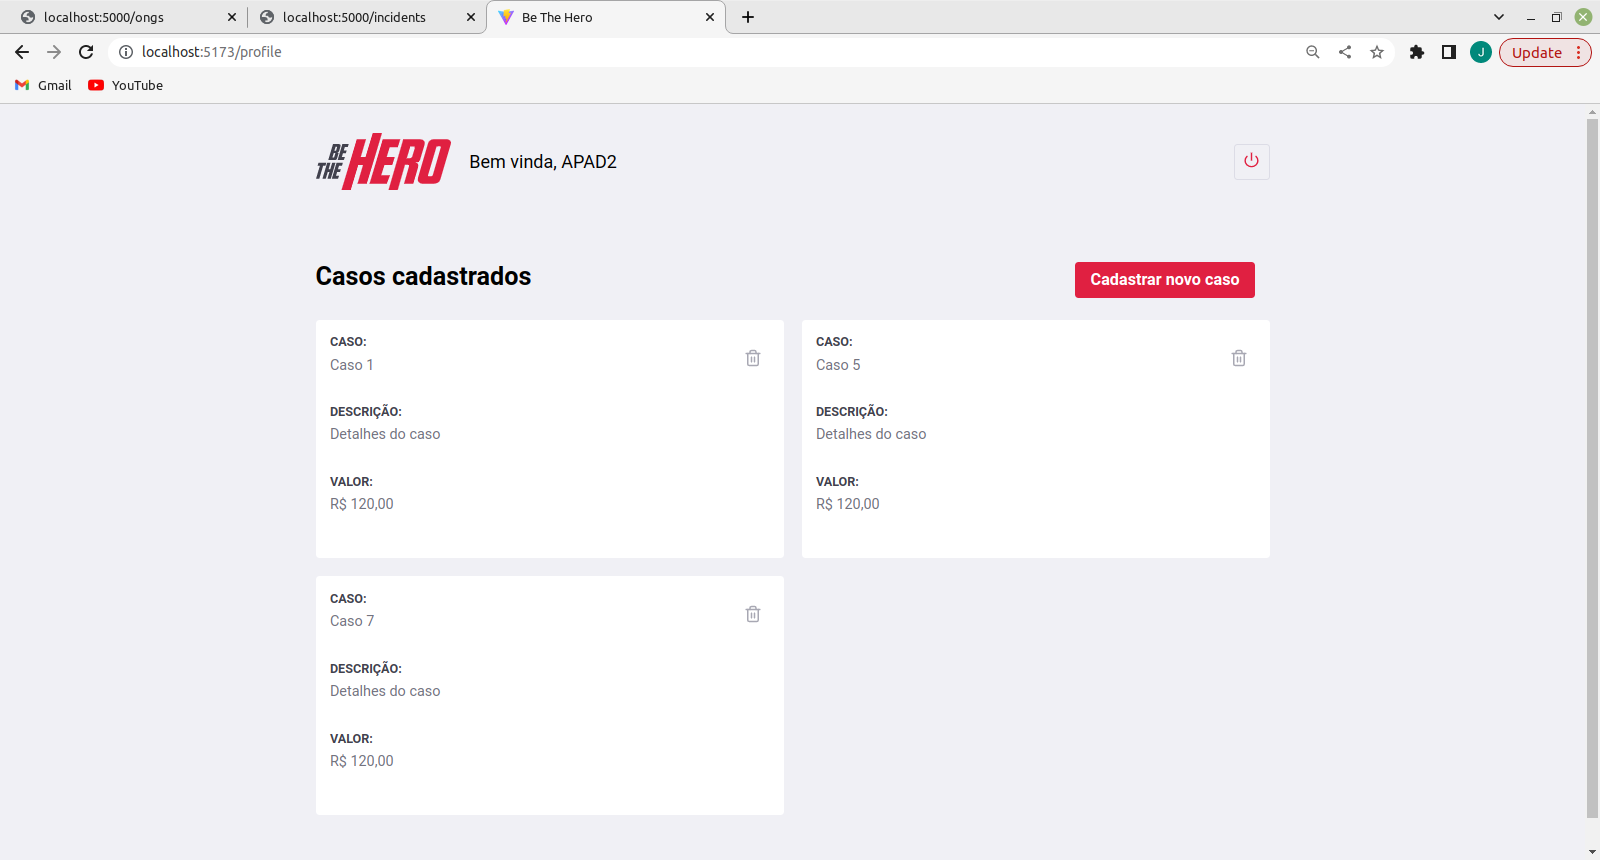 localhost:5000/ongs
localhost:5000/incidents
Be The Hero
localhost:5173/profile
J
Update
Gmail
YouTube
BE THE HERO
Bem vinda, APAD2
Casos cadastrados
Cadastrar novo caso
CASO:
Caso 1
DESCRIÇÃO:
Detalhes do caso
VALOR:
R$ 120,00
CASO:
Caso 5
DESCRIÇÃO:
Detalhes do caso
VALOR:
R$ 120,00
CASO:
Caso 7
DESCRIÇÃO:
Detalhes do caso
VALOR:
R$ 120,00